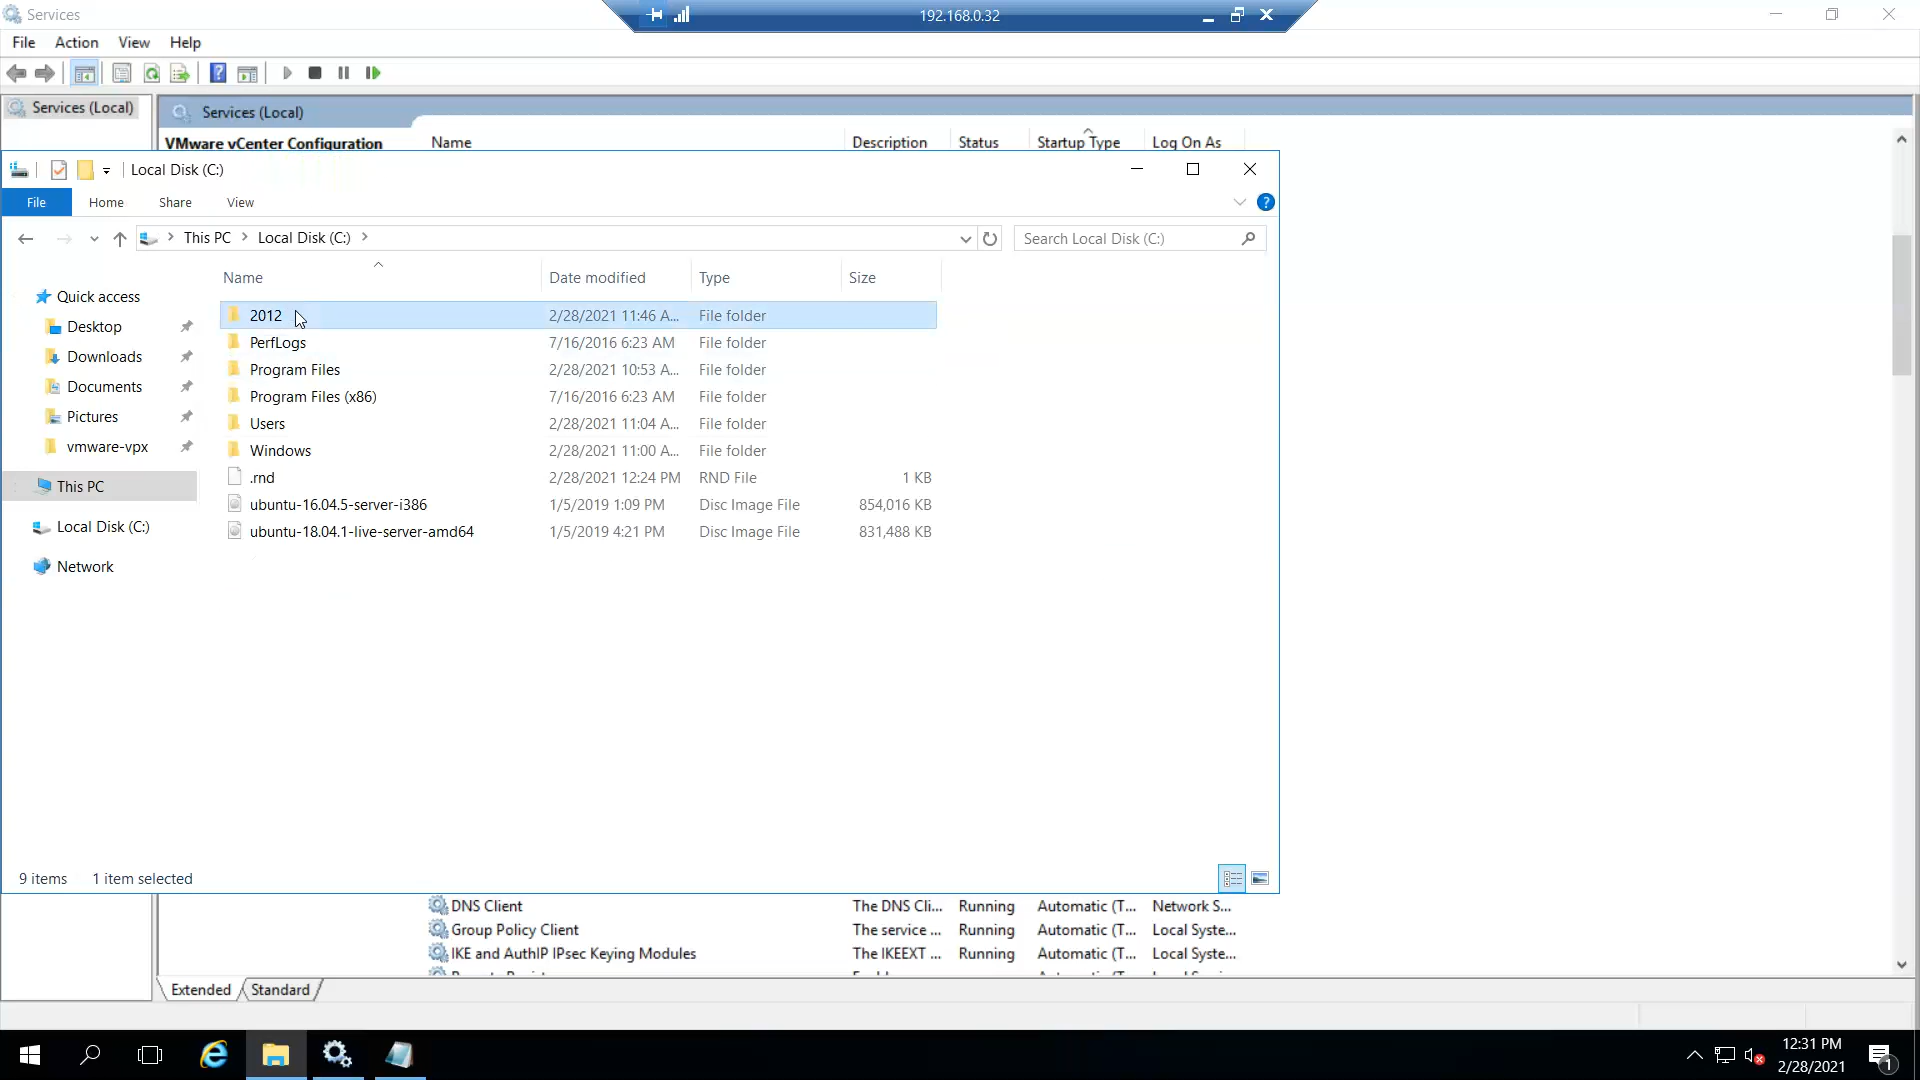 Services
192.168.0.32
File Action View Help
Services (Local)
Services (Local)
VMware vCenter Configuration
Name Description Status Startup Type Log On As
Local Disk (C:)
File Home Share View
This PC Local Disk (C:)
Search Local Disk (C:)
Name Date modified Type Size
Quick access
Desktop
Downloads
Documents
Pictures
vmware-vpx
This PC
Local Disk (C:)
Network
2012 2/28/2021 11:46 A... File folder
PerfLogs 7/16/2016 6:23 AM File folder
Program Files 2/28/2021 10:53 A... File folder
Program Files (x86) 7/16/2016 6:23 AM File folder
Users 2/28/2021 11:04 A... File folder
Windows 2/28/2021 11:00 A... File folder
.rnd 2/28/2021 12:24 PM RND File 1 KB
ubuntu-16.04.5-server-i386 1/5/2019 1:09 PM Disc Image File 854,016 KB
ubuntu-18.04.1-live-server-amd64 1/5/2019 4:21 PM Disc Image File 831,488 KB
9 items 1 item selected
DNS Client The DNS Cli... Running Automatic (T... Network S...
Group Policy Client The service ... Running Automatic (T... Local Syste...
IKE and AuthIP IPsec Keying Modules The IKEEXT ... Running Automatic (T... Local Syste...
Extended Standard
12:31 PM
2/28/2021
1